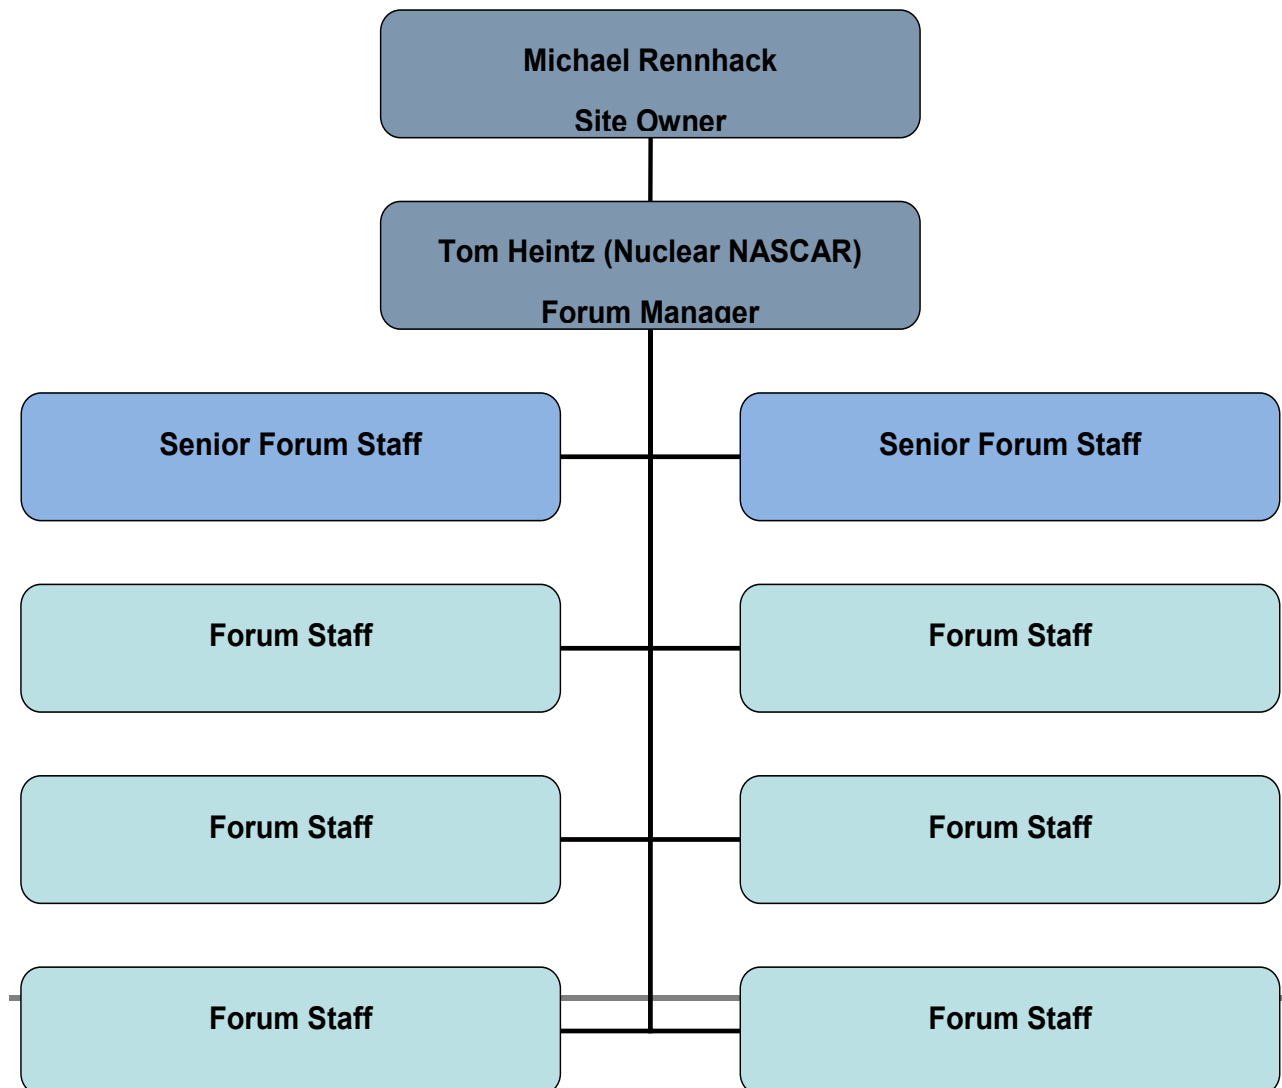 Michael Rennhack
Site Owner
Tom Heintz (Nuclear NASCAR)
Forum Manager
Senior Forum Staff
Senior Forum Staff
Forum Staff
Forum Staff
Forum Staff
Forum Staff
Forum Staff
Forum Staff